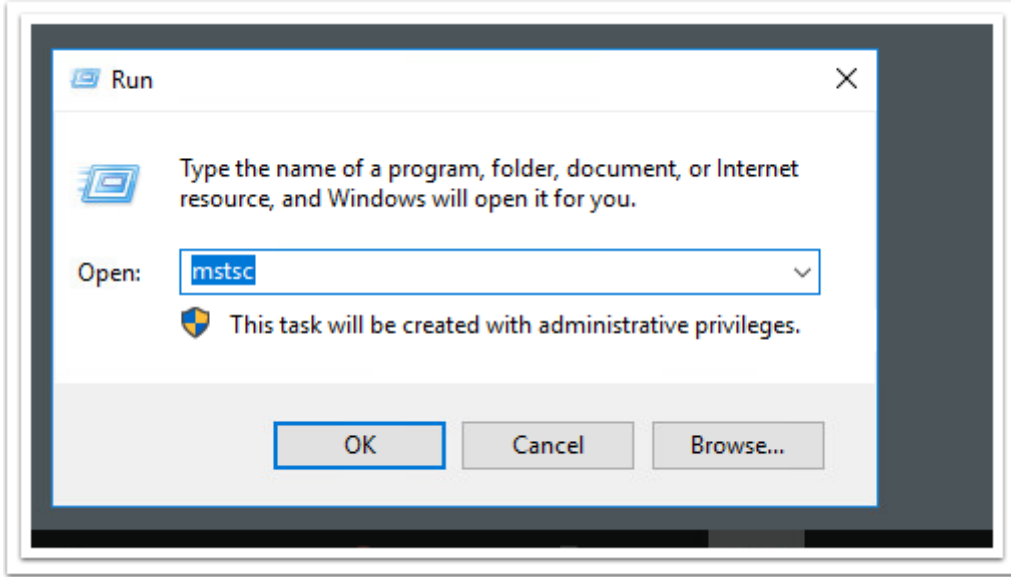 Run
Type the name of a program, folder, document, or Internet
resource, and Windows will open it for you.
Open:
mstsc
This task will be created with administrative privileges.
OK
Cancel
Browse...